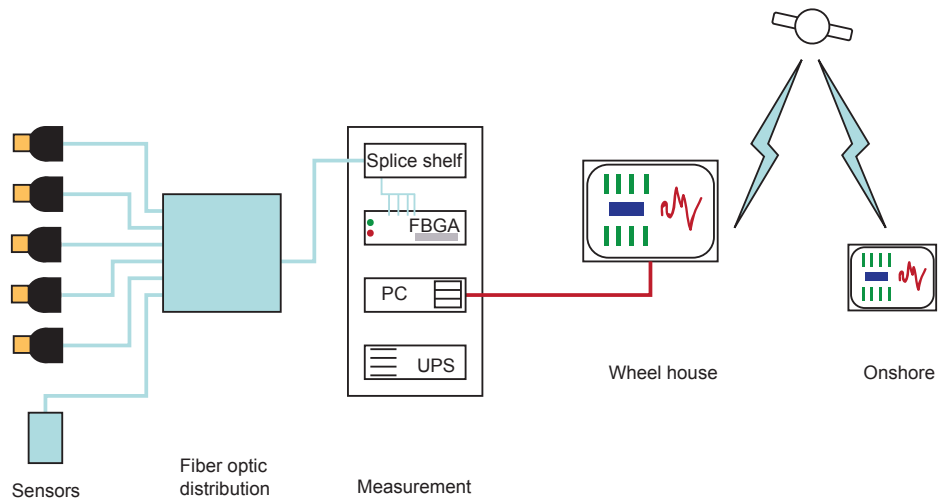 Splice shelf
FBGA
PC
UPS
Wheel house
Onshore
Sensors
Fiber optic
distribution
Measurement